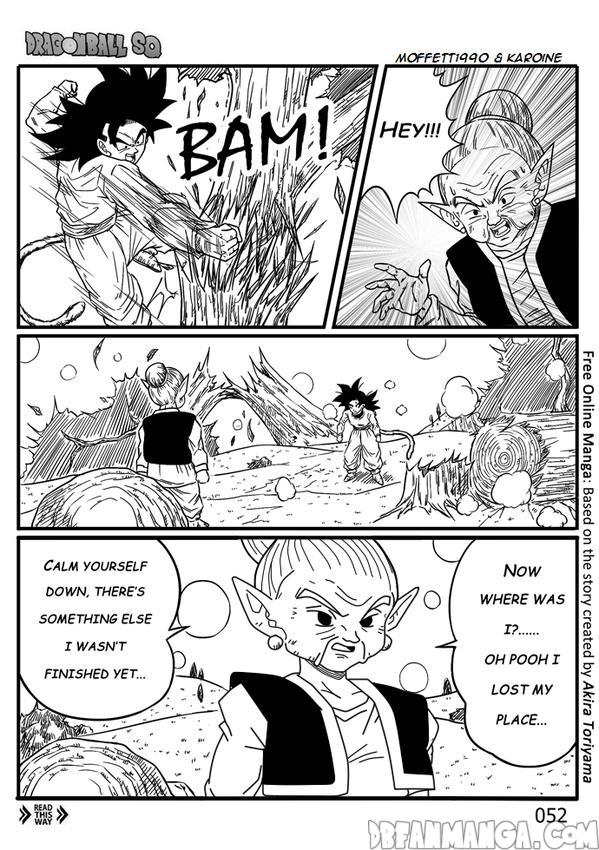 DRAGONBALL SQ
MOFFETT1990 & KAROINE
BAM!
HEY!!!
CALM YOURSELF
DOWN, THERE'S
SOMETHING ELSE
I WASN'T
FINISHED YET...
NOW
WHERE WAS
I?......
OH POOH I
LOST MY
PLACE...
Free Online Manga: Based on the story created by Akira Toriyama
READ
THIS
WAY
052
DBFANMANGA.COM